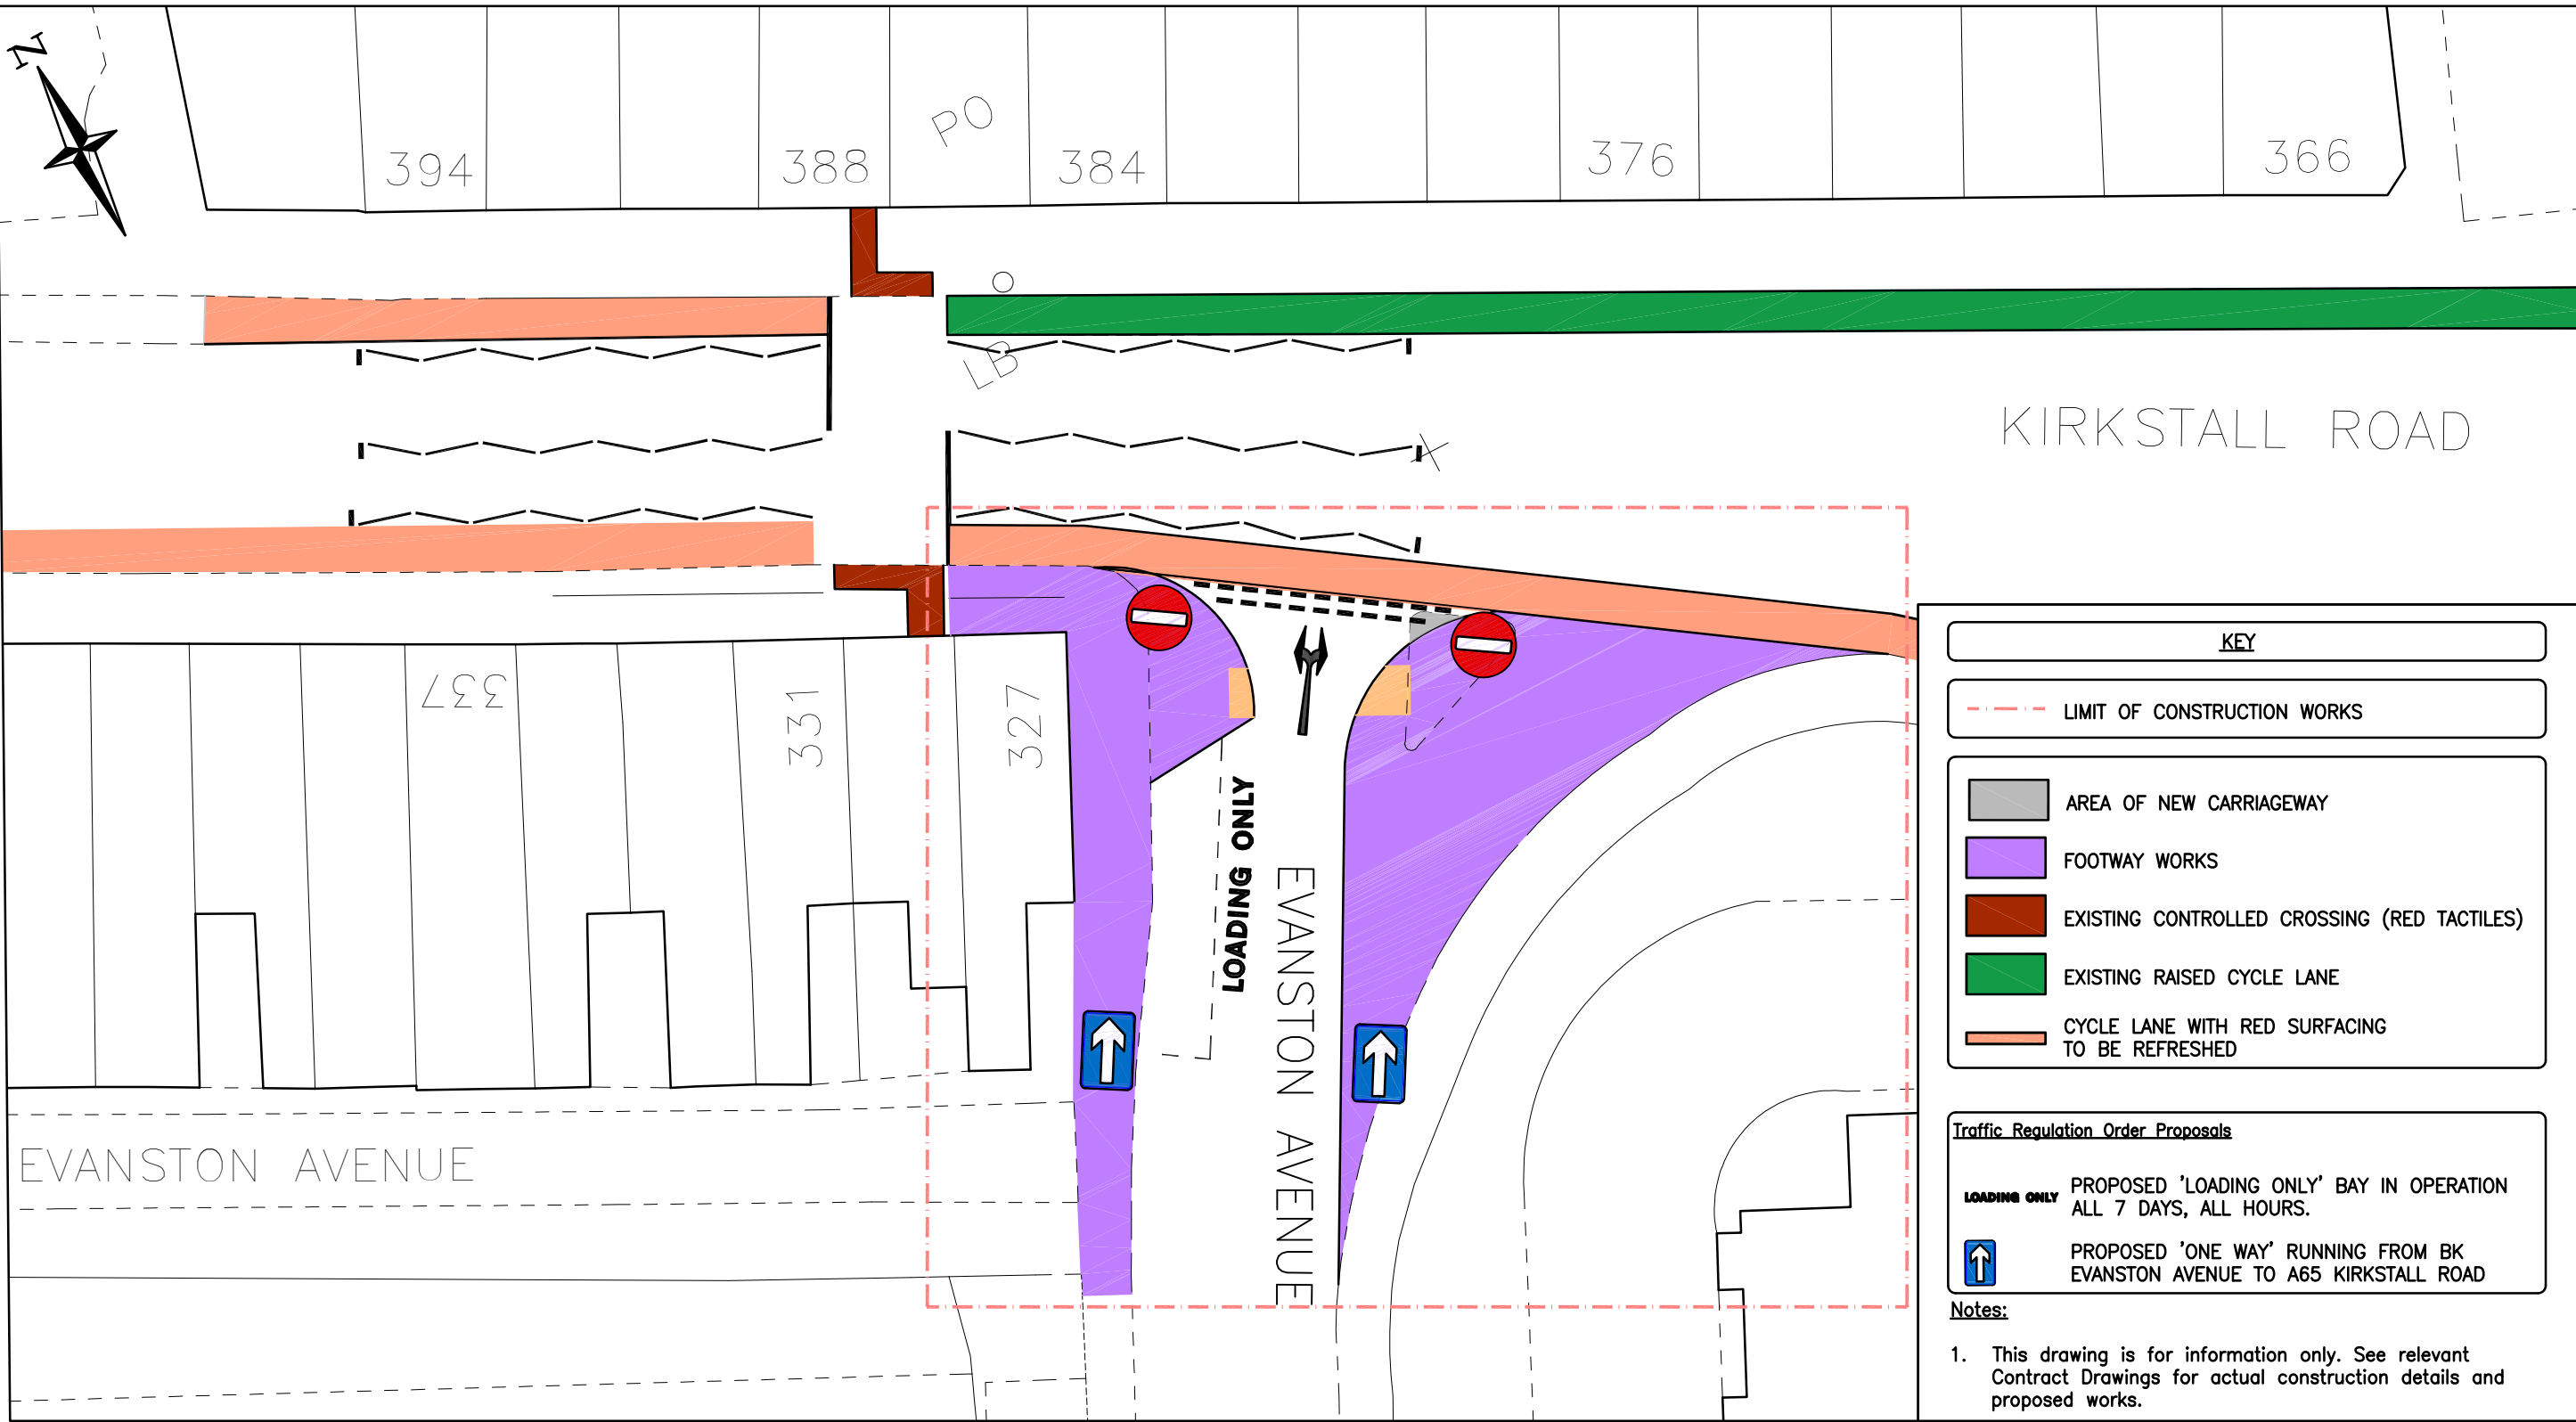 N
394
388
PO
384
376
366
LB
KIRKSTALL ROAD
337
331
327
LOADING ONLY
EVANSTON AVENUE
EVANSTON AVENUE
KEY
LIMIT OF CONSTRUCTION WORKS
AREA OF NEW CARRIAGEWAY
FOOTWAY WORKS
EXISTING CONTROLLED CROSSING (RED TACTILES)
EXISTING RAISED CYCLE LANE
CYCLE LANE WITH RED SURFACING
TO BE REFRESHED
Traffic Regulation Order Proposals
LOADING ONLY
PROPOSED 'LOADING ONLY' BAY IN OPERATION
ALL 7 DAYS, ALL HOURS.
PROPOSED 'ONE WAY' RUNNING FROM BK
EVANSTON AVENUE TO A65 KIRKSTALL ROAD
Notes:
1. This drawing is for information only. See relevant
Contract Drawings for actual construction details and
proposed works.